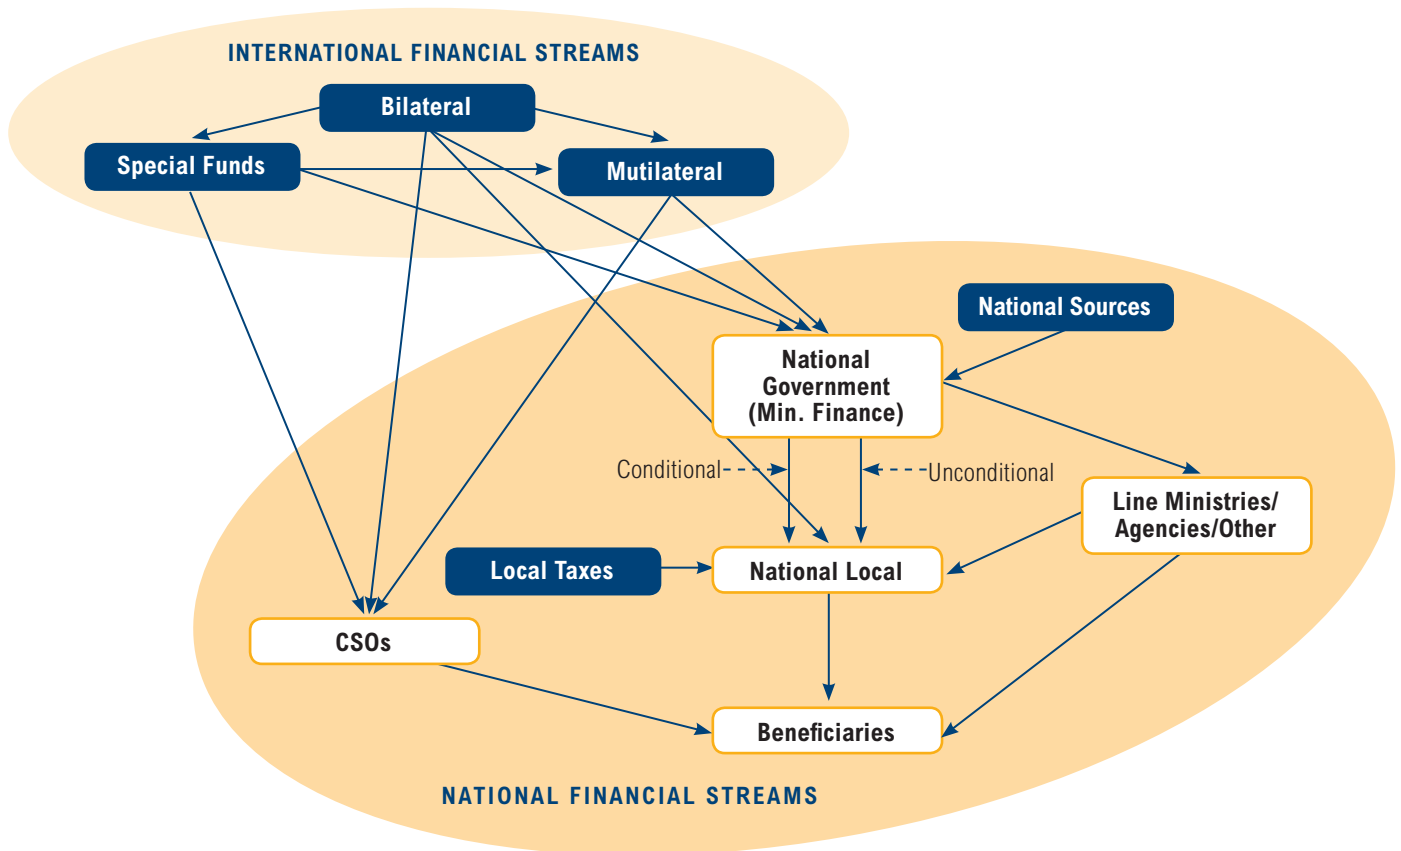 INTERNATIONAL FINANCIAL STREAMS
Bilateral
Special Funds
Mutilateral
National Sources
National
Government
(Min. Finance)
Conditional
Unconditional
Line Ministries/
Agencies/Other
Local Taxes
National Local
CSOs
Beneficiaries
NATIONAL FINANCIAL STREAMS